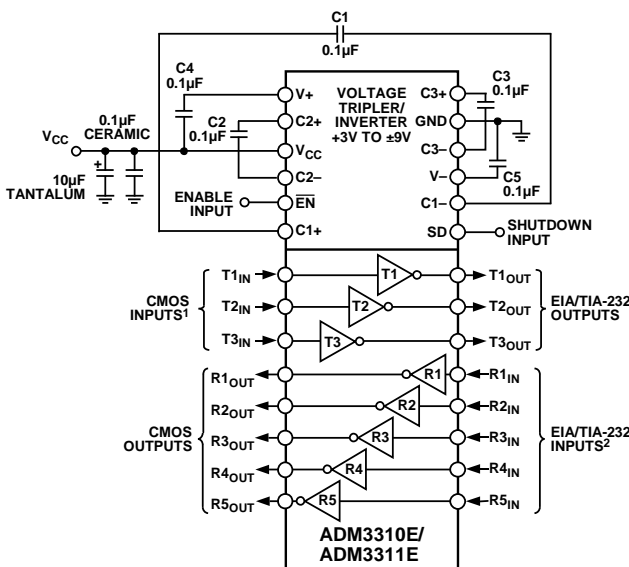 C1
0.1µF
C4
0.1µF
0.1µF
CERAMIC
C2
0.1µF
VCC
+
10µF
TANTALUM
ENABLE
INPUT
V+
C2+
VCC
C2–
EN
C1+
VOLTAGE
TRIPLER/
INVERTER
+3V TO ±9V
C3+
GND
C3–
V–
C1–
SD
C3
0.1µF
C5
0.1µF
SHUTDOWN
INPUT
CMOS
INPUTS1
T1IN
T1
T1OUT
T2IN
T2
T2OUT
T3IN
T3
T3OUT
EIA/TIA-232
OUTPUTS
CMOS
OUTPUTS
R1OUT
R1
R1IN
R2OUT
R2
R2IN
R3OUT
R3
R3IN
R4OUT
R4
R4IN
R5OUT
R5
R5IN
EIA/TIA-232
INPUTS2
ADM3310E/
ADM3311E